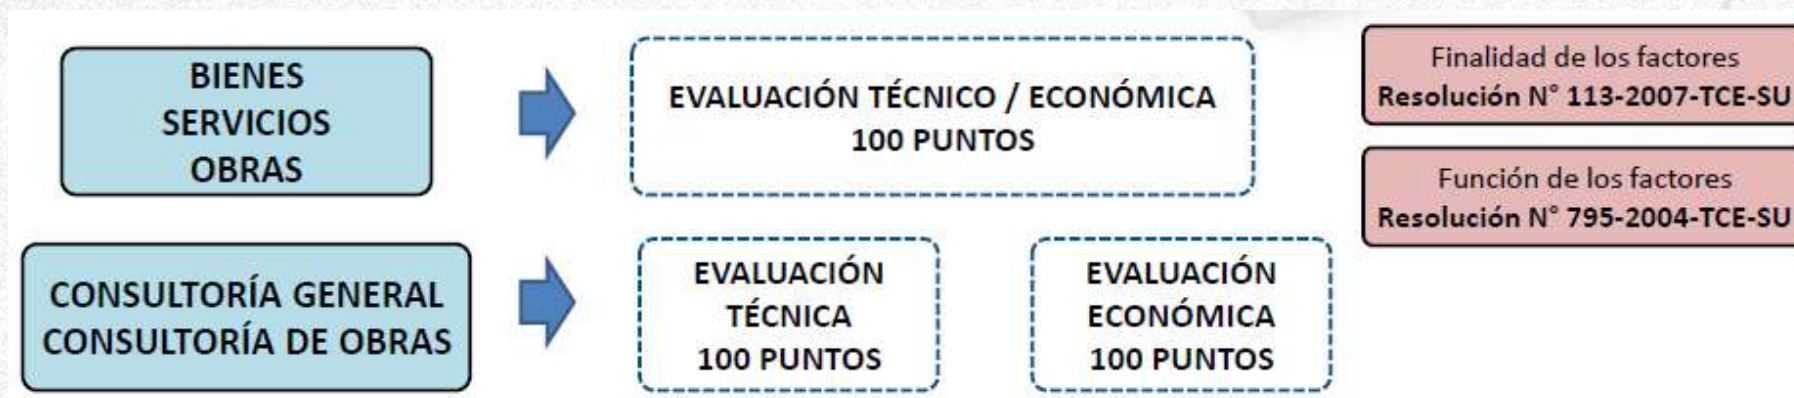 BIENES
SERVICIOS
OBRAS
EVALUACIÓN TÉCNICO / ECONÓMICA
100 PUNTOS
Finalidad de los factores
Resolución N° 113-2007-TCE-SU
Función de los factores
Resolución N° 795-2004-TCE-SU
CONSULTORÍA GENERAL
CONSULTORÍA DE OBRAS
EVALUACIÓN
TÉCNICA
100 PUNTOS
EVALUACIÓN
ECONÓMICA
100 PUNTOS